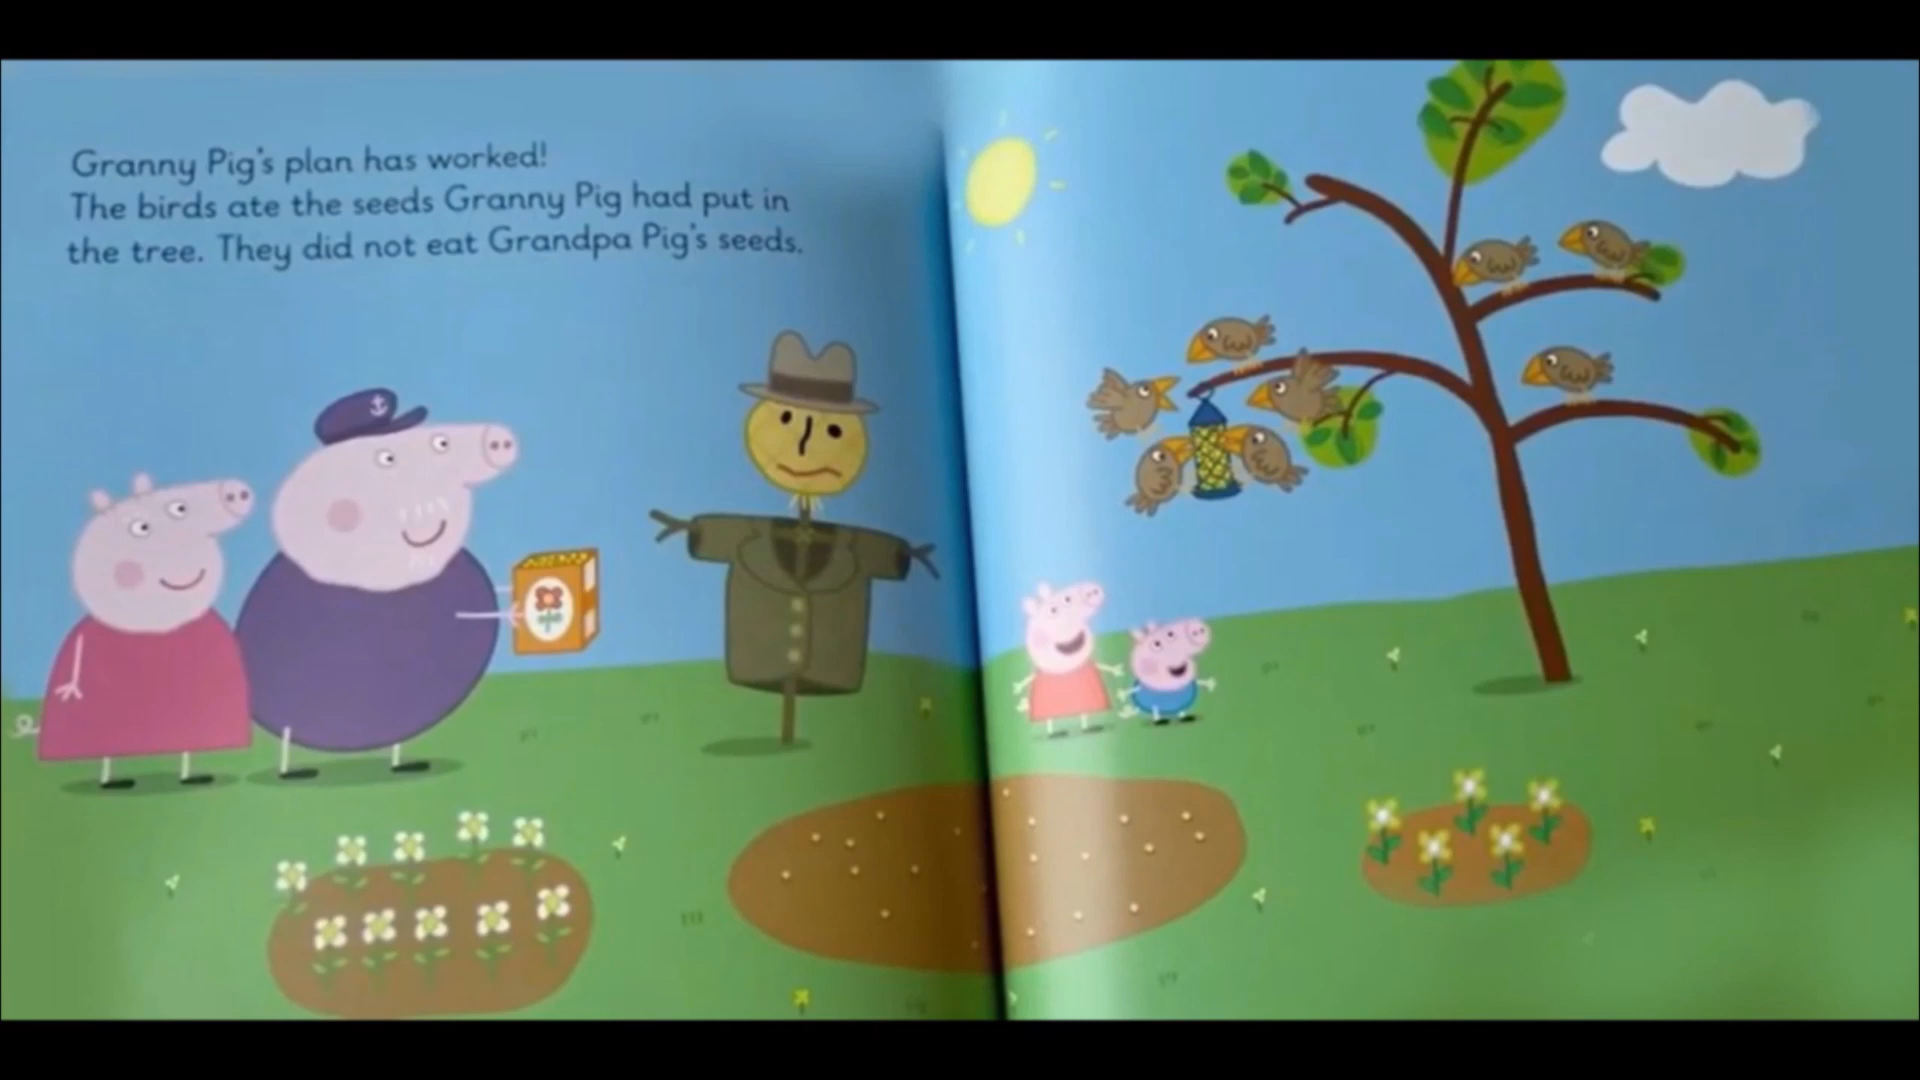 Granny Pig's plan has worked!
The birds ate the seeds Granny Pig had put in
the tree. They did not eat Grandpa Pig's seeds.